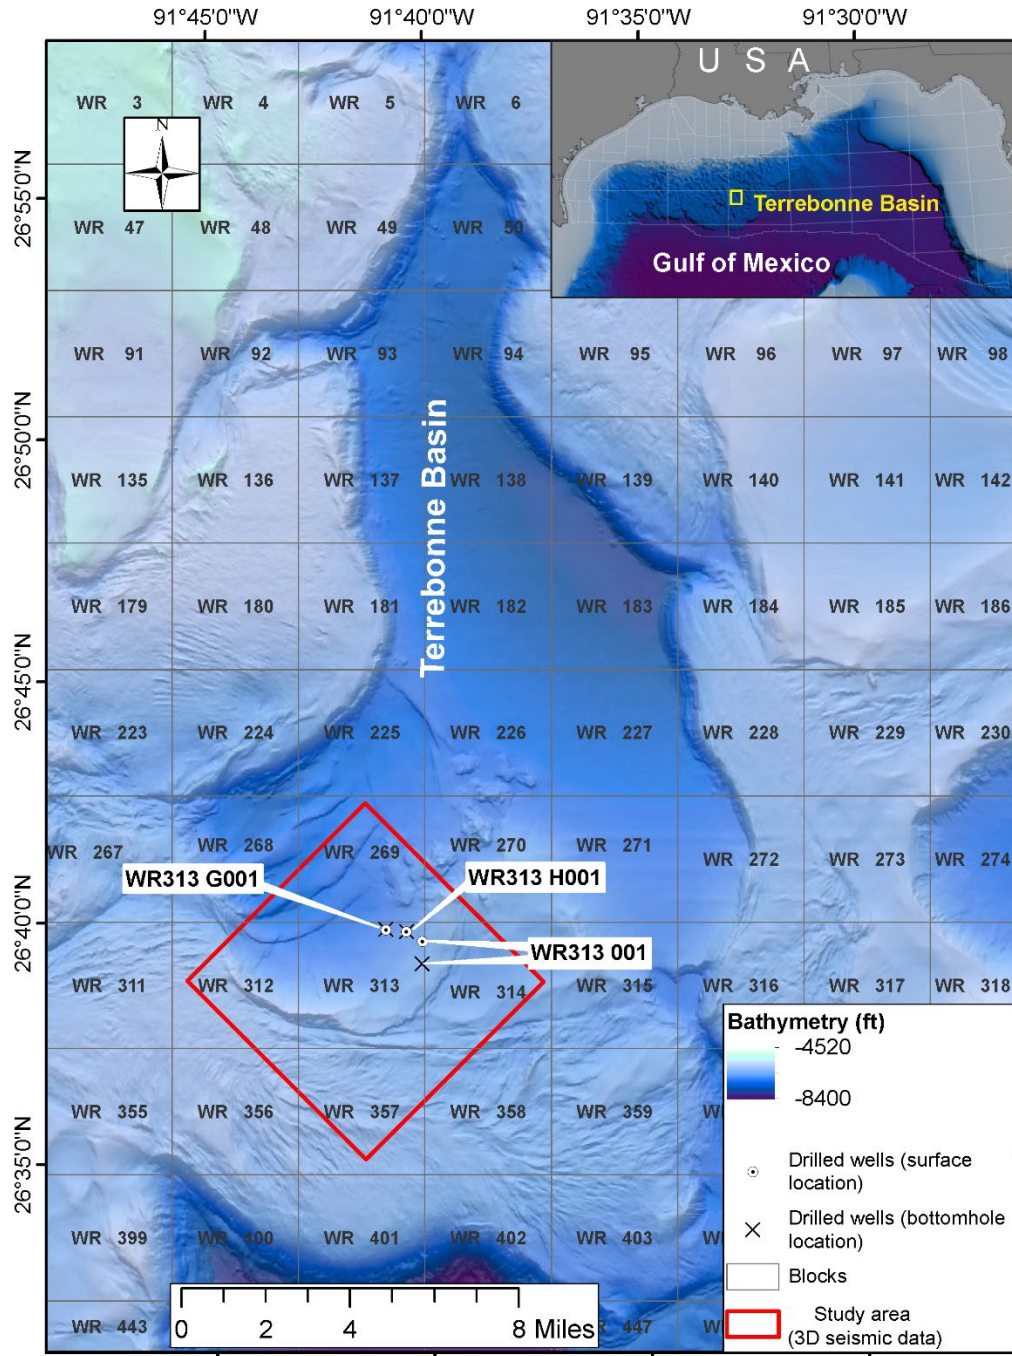 91°45'0"W 91°40'0"W 91°35'0"W 91°30'0"W
U S A
Terrebonne Basin
Gulf of Mexico
N
26°55'0"N
26°50'0"N
26°45'0"N
26°40'0"N
26°35'0"N
WR 3 WR 4 WR 5 WR 6
WR 47 WR 48 WR 49 WR 50
WR 91 WR 92 WR 93 WR 94 WR 95 WR 96 WR 97 WR 98
WR 135 WR 136 WR 137 WR 138 WR 139 WR 140 WR 141 WR 142
Terrebonne Basin
WR 179 WR 180 WR 181 WR 182 WR 183 WR 184 WR 185 WR 186
WR 223 WR 224 WR 225 WR 226 WR 227 WR 228 WR 229 WR 230
WR 267 WR 268 WR 269 WR 270 WR 271 WR 272 WR 273 WR 274
WR313 G001
WR313 H001
WR313 001
WR 311 WR 312 WR 313 WR 314 WR 315 WR 316 WR 317 WR 318
WR 355 WR 356 WR 357 WR 358 WR 359
WR 399 WR 400 WR 401 WR 402 WR 403
WR 443 447
0 2 4 8 Miles
Bathymetry (ft)
-4520
-8400
Drilled wells (surface
location)
Drilled wells (bottomhole
location)
Blocks
Study area
(3D seismic data)